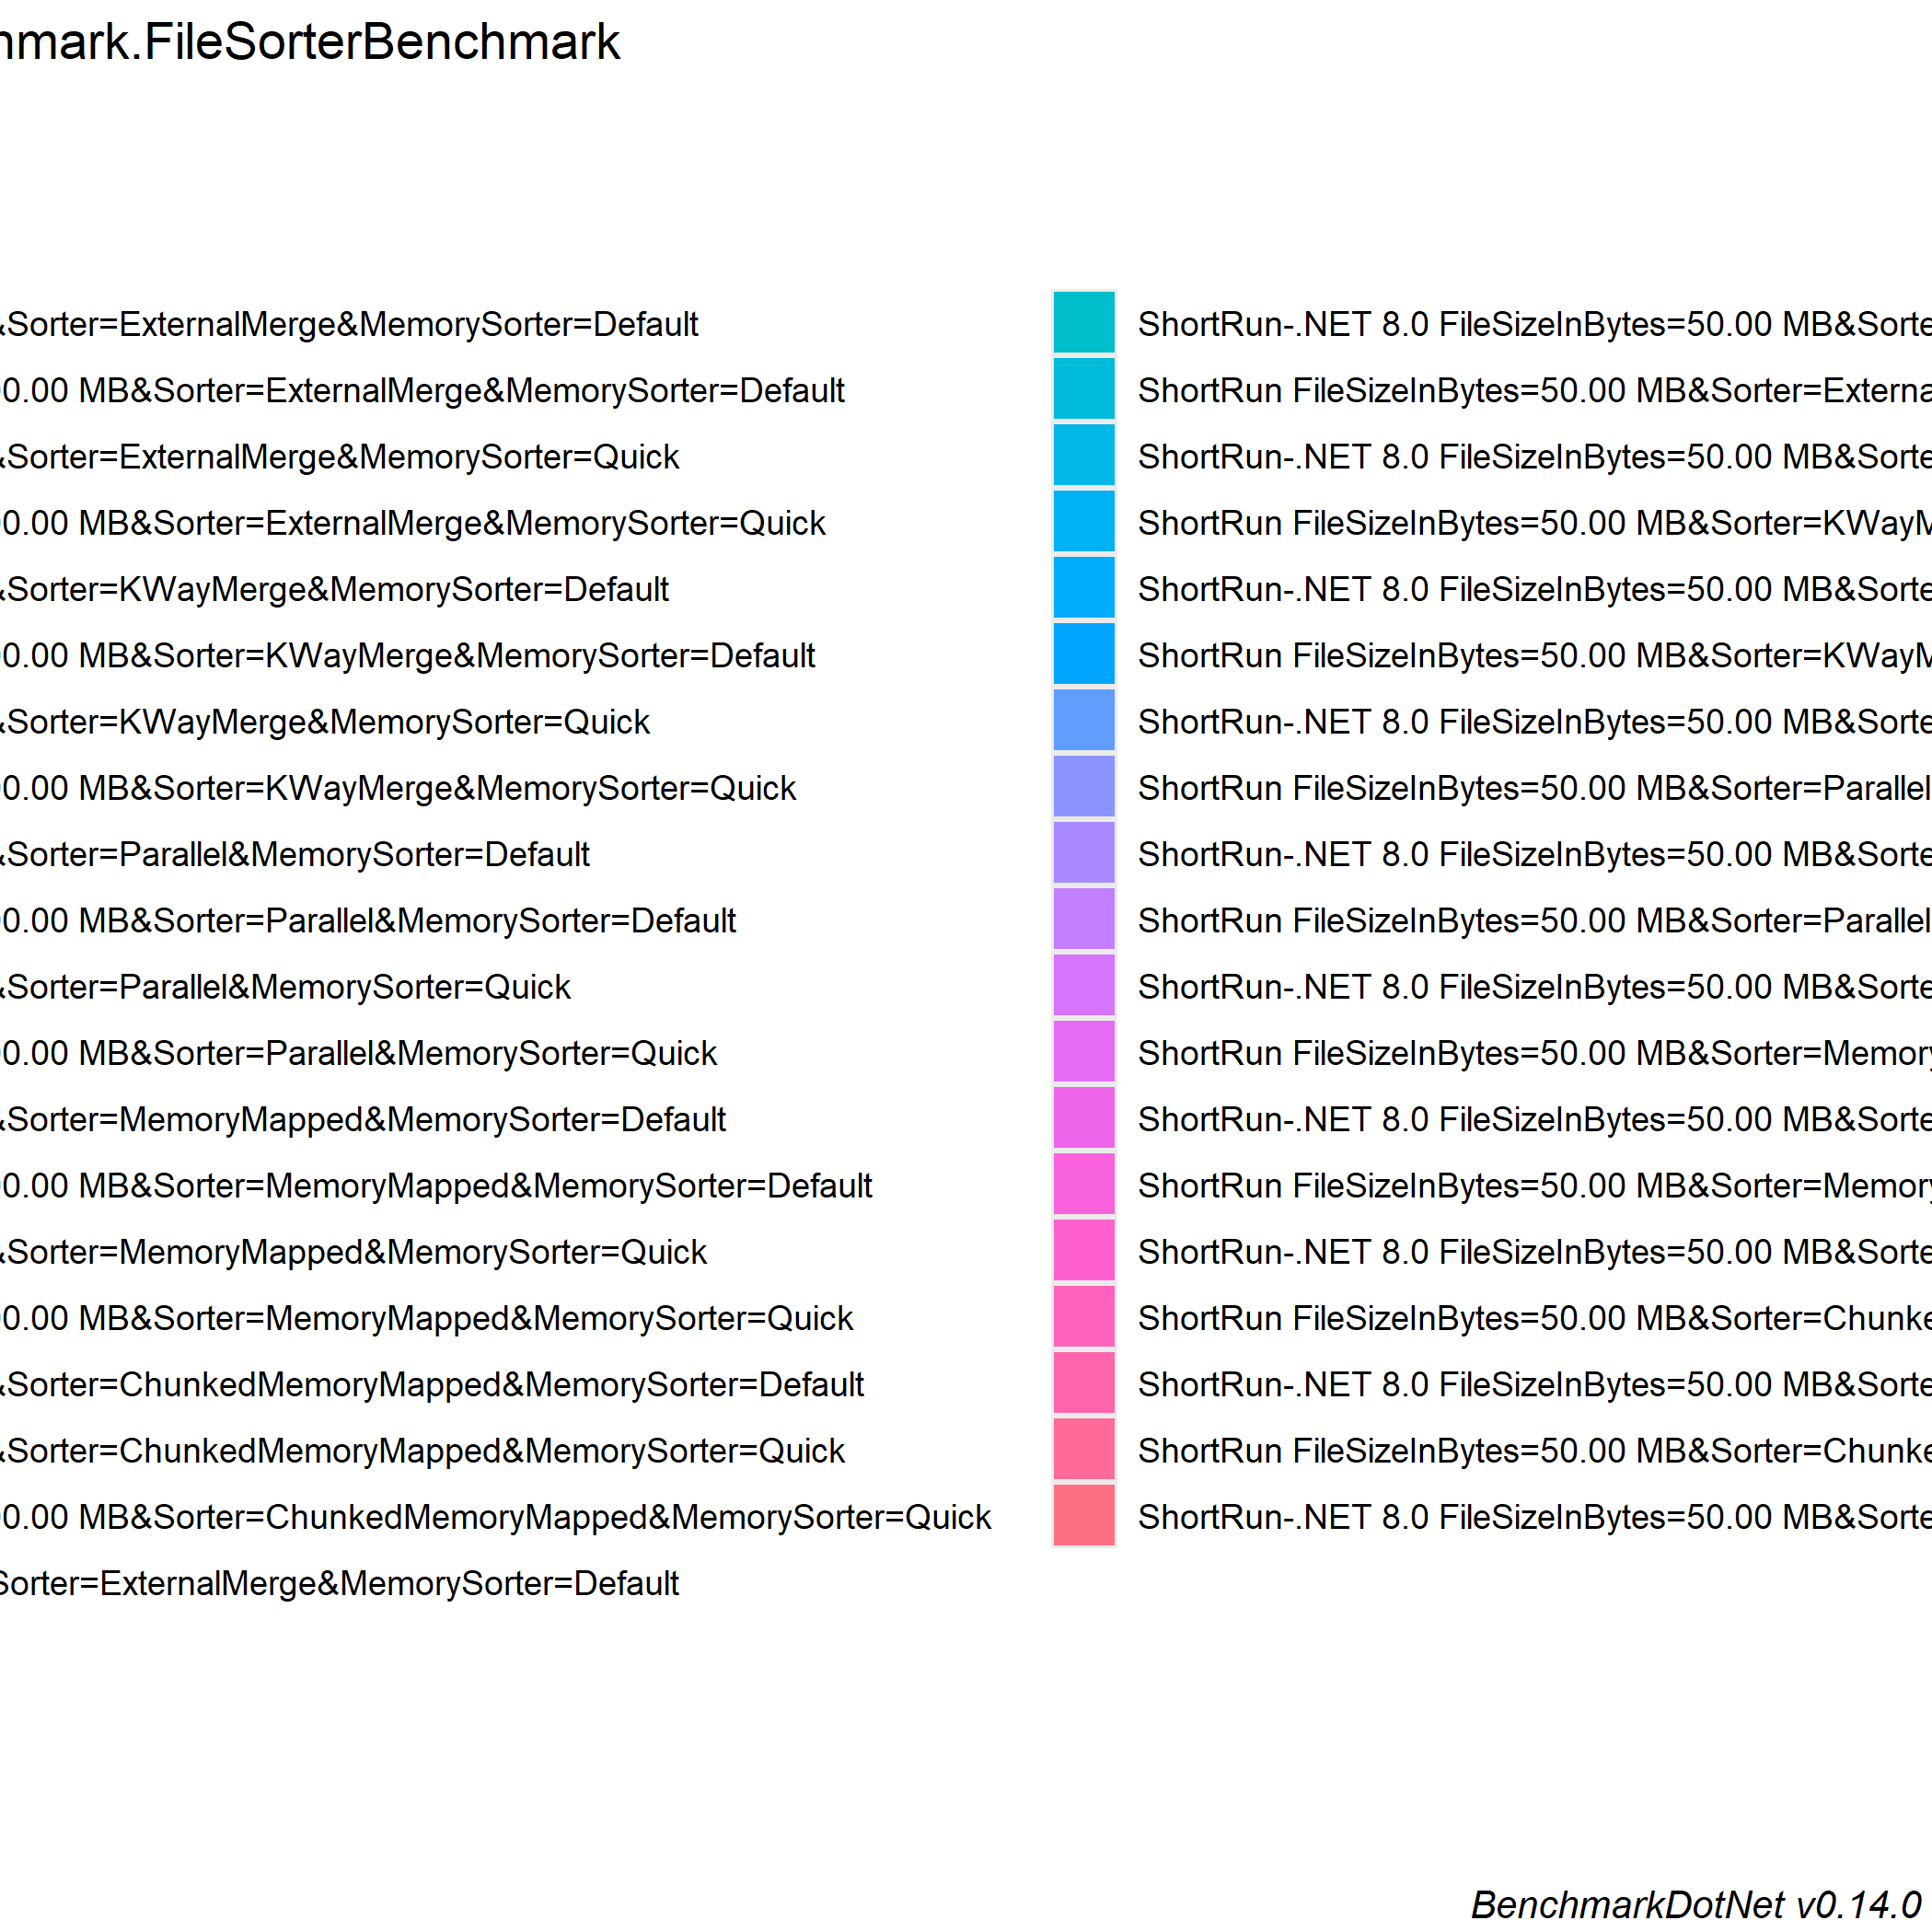 hmark.FileSorterBenchmark
&Sorter=ExternalMerge&MemorySorter=Default
00.00 MB&Sorter=ExternalMerge&MemorySorter=Default
&Sorter=ExternalMerge&MemorySorter=Quick
00.00 MB&Sorter=ExternalMerge&MemorySorter=Quick
&Sorter=KWayMerge&MemorySorter=Default
00.00 MB&Sorter=KWayMerge&MemorySorter=Default
&Sorter=KWayMerge&MemorySorter=Quick
00.00 MB&Sorter=KWayMerge&MemorySorter=Quick
&Sorter=Parallel&MemorySorter=Default
00.00 MB&Sorter=Parallel&MemorySorter=Default
&Sorter=Parallel&MemorySorter=Quick
00.00 MB&Sorter=Parallel&MemorySorter=Quick
&Sorter=MemoryMapped&MemorySorter=Default
00.00 MB&Sorter=MemoryMapped&MemorySorter=Default
&Sorter=MemoryMapped&MemorySorter=Quick
00.00 MB&Sorter=MemoryMapped&MemorySorter=Quick
&Sorter=ChunkedMemoryMapped&MemorySorter=Default
&Sorter=ChunkedMemoryMapped&MemorySorter=Quick
00.00 MB&Sorter=ChunkedMemoryMapped&MemorySorter=Quick
Sorter=ExternalMerge&MemorySorter=Default
ShortRun-.NET 8.0 FileSizeInBytes=50.00 MB&Sorte
ShortRun FileSizeInBytes=50.00 MB&Sorter=Externa
ShortRun-.NET 8.0 FileSizeInBytes=50.00 MB&Sorte
ShortRun FileSizeInBytes=50.00 MB&Sorter=KWayM
ShortRun-.NET 8.0 FileSizeInBytes=50.00 MB&Sorte
ShortRun FileSizeInBytes=50.00 MB&Sorter=KWayM
ShortRun-.NET 8.0 FileSizeInBytes=50.00 MB&Sorte
ShortRun FileSizeInBytes=50.00 MB&Sorter=Parallel
ShortRun-.NET 8.0 FileSizeInBytes=50.00 MB&Sorte
ShortRun FileSizeInBytes=50.00 MB&Sorter=Parallel
ShortRun-.NET 8.0 FileSizeInBytes=50.00 MB&Sorte
ShortRun FileSizeInBytes=50.00 MB&Sorter=Memory
ShortRun-.NET 8.0 FileSizeInBytes=50.00 MB&Sorte
ShortRun FileSizeInBytes=50.00 MB&Sorter=Memory
ShortRun-.NET 8.0 FileSizeInBytes=50.00 MB&Sorte
ShortRun FileSizeInBytes=50.00 MB&Sorter=Chunke
ShortRun-.NET 8.0 FileSizeInBytes=50.00 MB&Sorte
ShortRun FileSizeInBytes=50.00 MB&Sorter=Chunke
ShortRun-.NET 8.0 FileSizeInBytes=50.00 MB&Sorte
BenchmarkDotNet v0.14.0